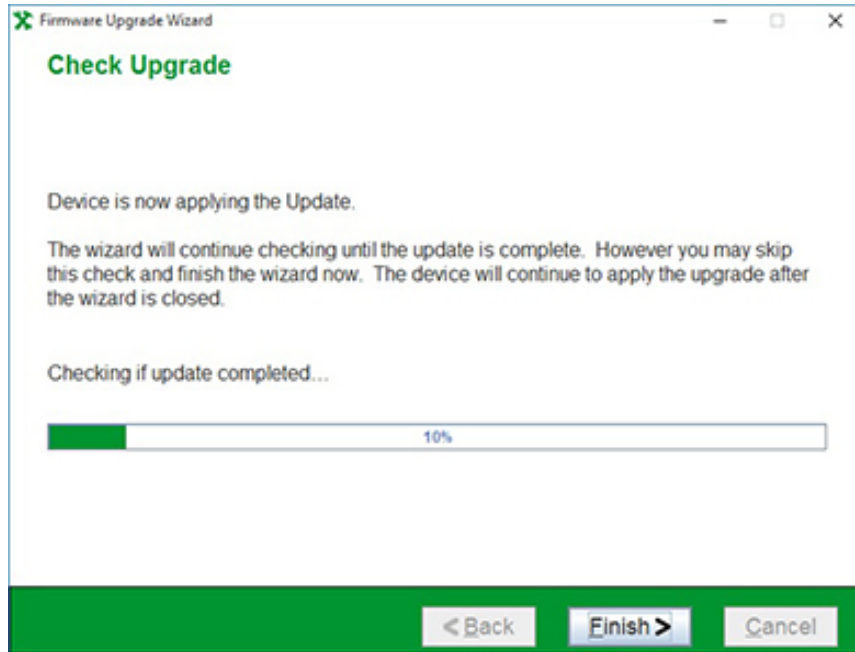 Firmware Upgrade Wizard
Check Upgrade
Device is now applying the Update.
The wizard will continue checking until the update is complete.  However you may skip
this check and finish the wizard now.  The device will continue to apply the upgrade after
the wizard is closed.
Checking if update completed...
10%
< Back
Finish >
Cancel